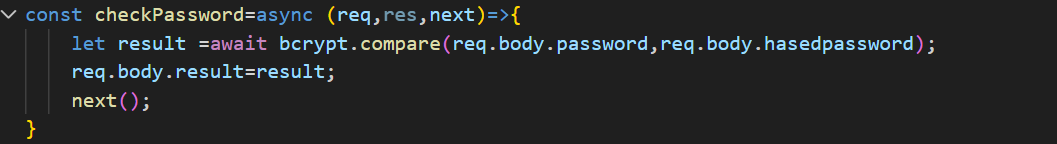 const checkPassword=async (req,res,next)=>{
let result =await bcrypt.compare(req.body.password,req.body.hasedpassword);
req.body.result=result;
next();
}